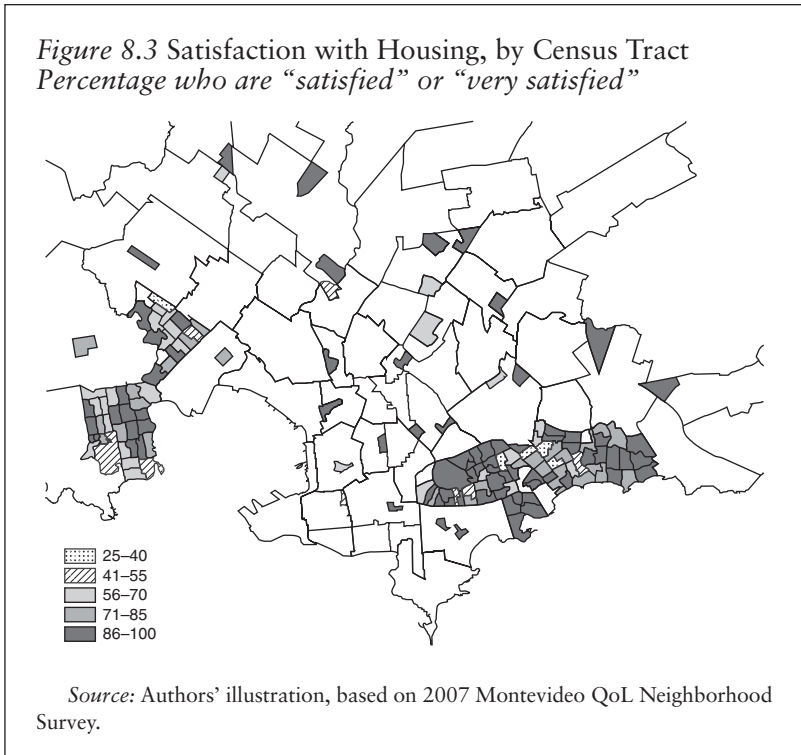 Figure 8.3 Satisfaction with Housing, by Census Tract
Percentage who are “satisfied” or “very satisfied”
25–40
41–55
56–70
71–85
86–100
Source: Authors’ illustration, based on 2007 Montevideo QoL Neighborhood
Survey.